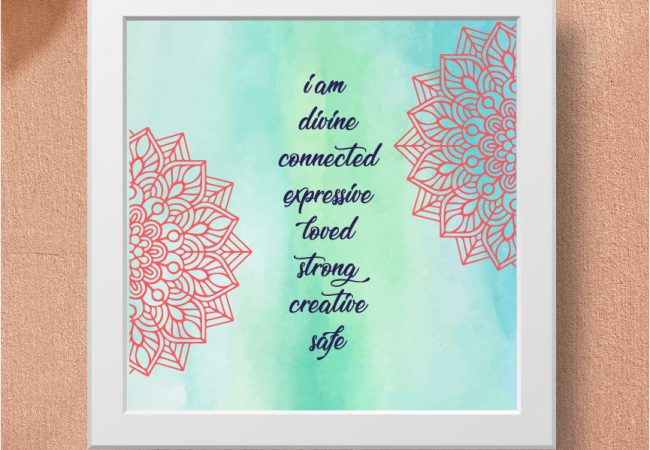 i am
divine
connected
expressive
loved
strong
creative
safe